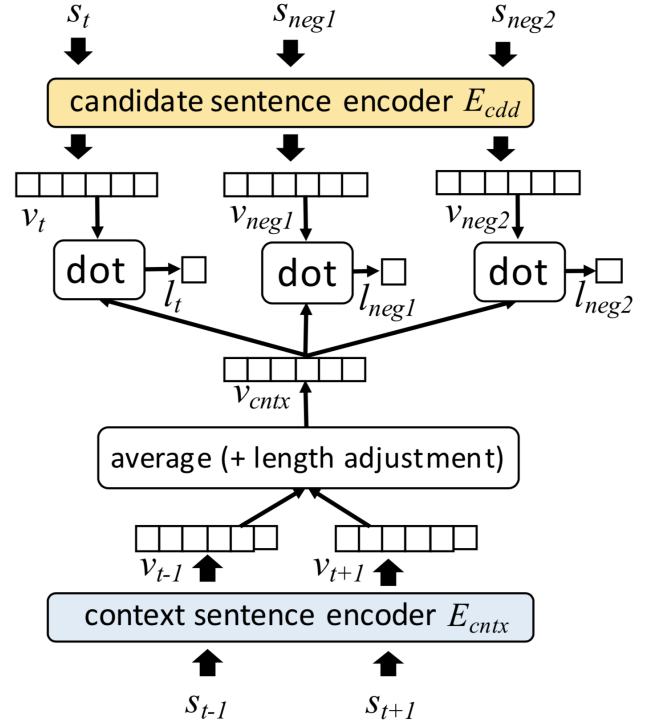 s_t s_neg1 s_neg2
candidate sentence encoder E_cdd
v_t v_neg1 v_neg2
dot dot dot
l_t l_neg1 l_neg2
v_cntx
average (+ length adjustment)
v_t-1 v_t+1
context sentence encoder E_cntx
s_t-1 s_t+1